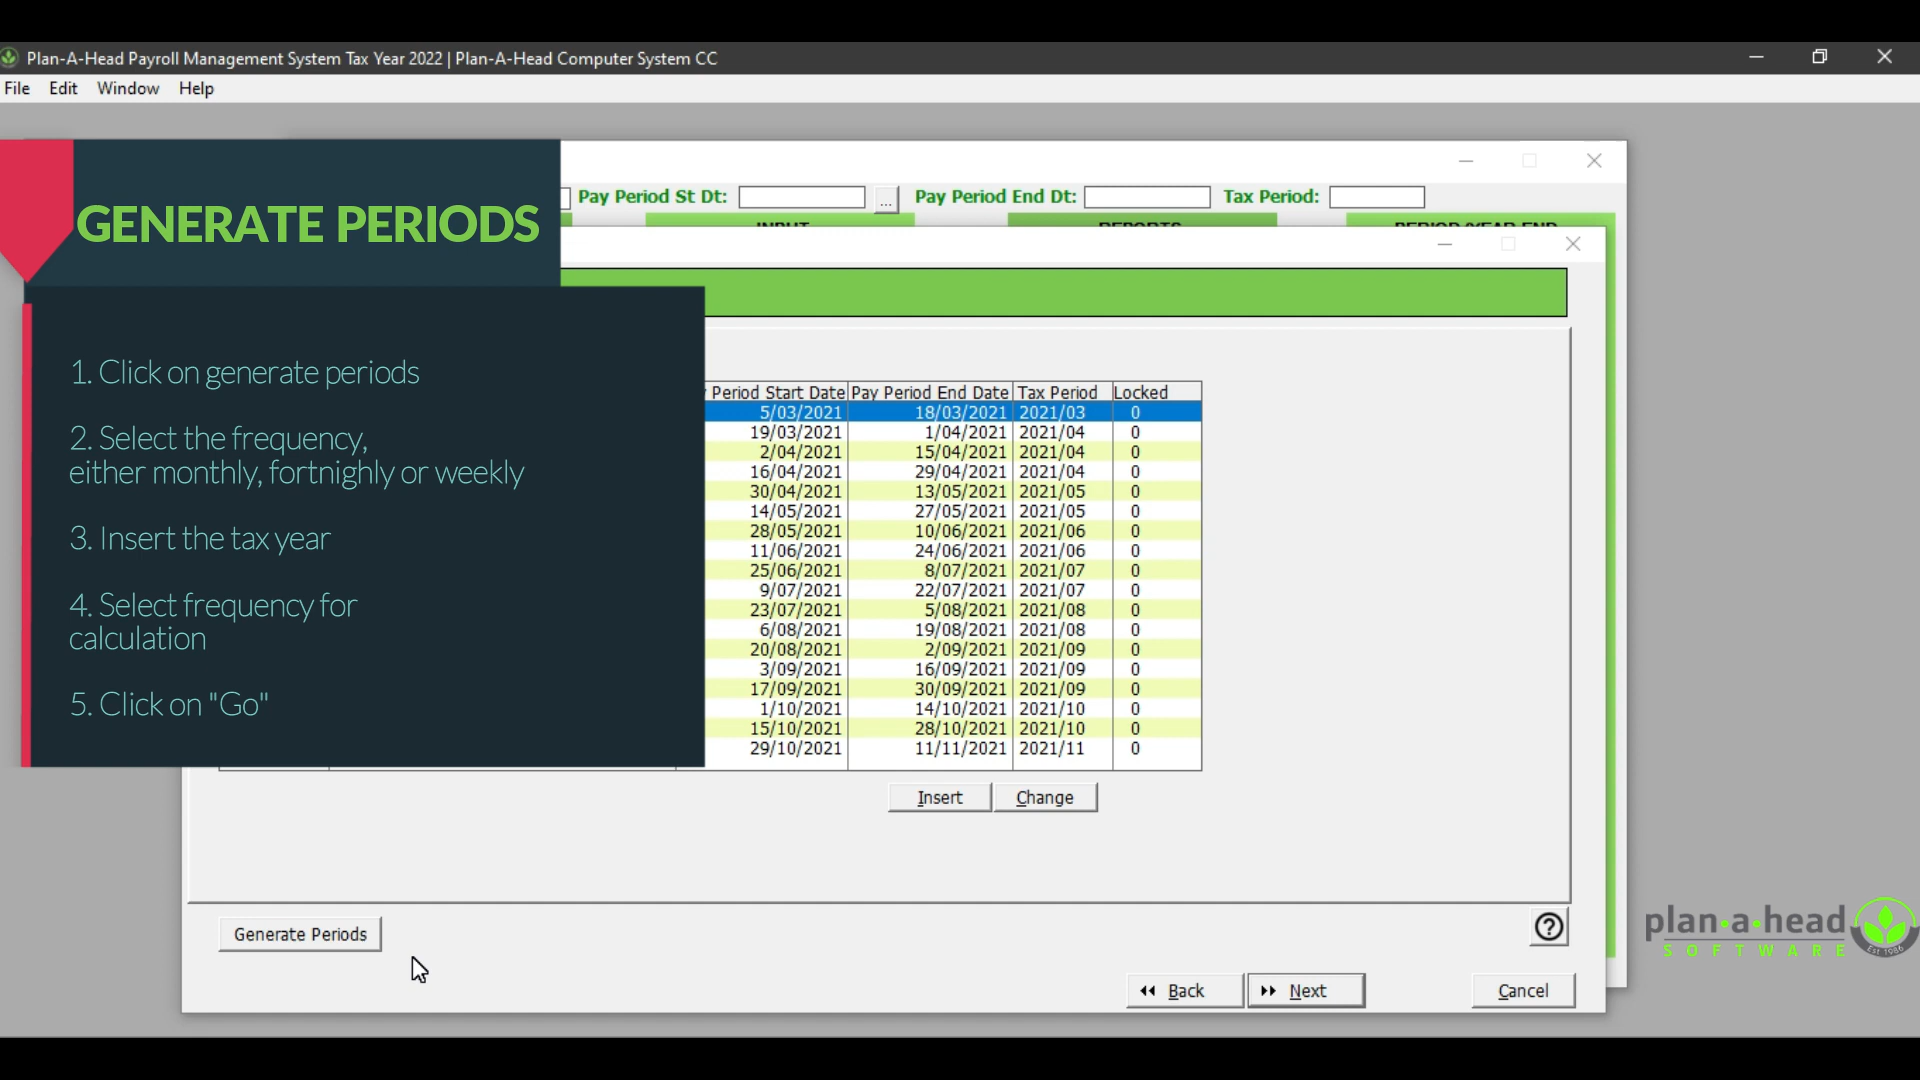 Plan-A-Head Payroll Management System Tax Year 2022 | Plan-A-Head Computer System CC
File Edit Window Help
GENERATE PERIODS
1. Click on generate periods
2. Select the frequency,
either monthly, fortnighly or weekly
3. Insert the tax year
4. Select frequency for
calculation
5. Click on "Go"
Pay Period St Dt: ... Pay Period End Dt: Tax Period:
INPUT REPORTS PERIOD/YEAR END
Period Start Date Pay Period End Date Tax Period Locked
5/03/2021 18/03/2021 2021/03 0
19/03/2021 1/04/2021 2021/04 0
2/04/2021 15/04/2021 2021/04 0
16/04/2021 29/04/2021 2021/04 0
30/04/2021 13/05/2021 2021/05 0
14/05/2021 27/05/2021 2021/05 0
28/05/2021 10/06/2021 2021/06 0
11/06/2021 24/06/2021 2021/06 0
25/06/2021 8/07/2021 2021/07 0
9/07/2021 22/07/2021 2021/07 0
23/07/2021 5/08/2021 2021/08 0
6/08/2021 19/08/2021 2021/08 0
20/08/2021 2/09/2021 2021/09 0
3/09/2021 16/09/2021 2021/09 0
17/09/2021 30/09/2021 2021/09 0
1/10/2021 14/10/2021 2021/10 0
15/10/2021 28/10/2021 2021/10 0
29/10/2021 11/11/2021 2021/11 0
Insert Change
Generate Periods
Back Next Cancel
plan·a·head
SOFTWARE
Est 1986